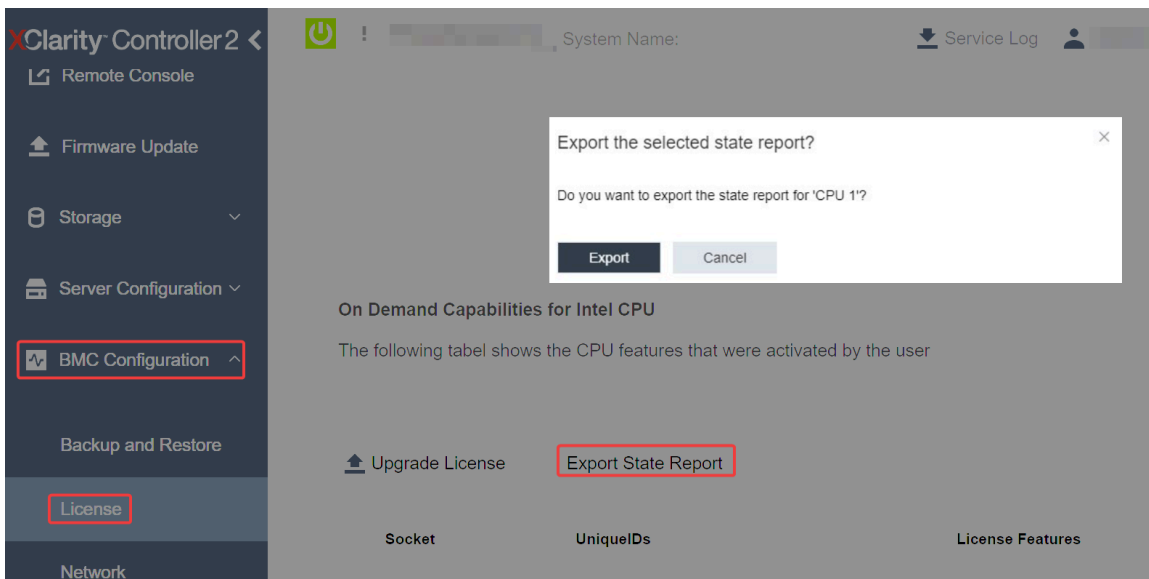 XClarity Controller 2
Remote Console
Firmware Update
Storage
Server Configuration
BMC Configuration
Backup and Restore
License
Network
! System Name:
Service Log
Export the selected state report?
Do you want to export the state report for 'CPU 1'?
Export Cancel
On Demand Capabilities for Intel CPU
The following tabel shows the CPU features that were activated by the user
Upgrade License Export State Report
Socket UniqueIDs License Features